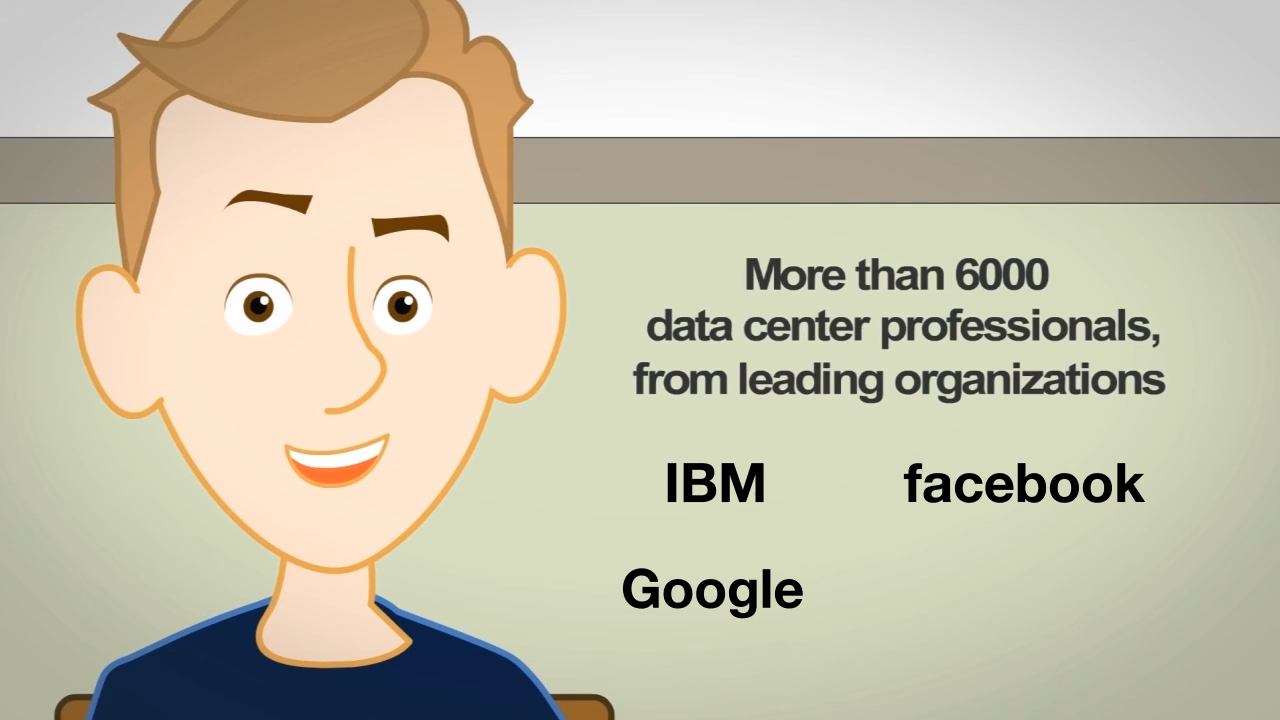 More than 6000
data center professionals,
from leading organizations
IBM facebook
Google